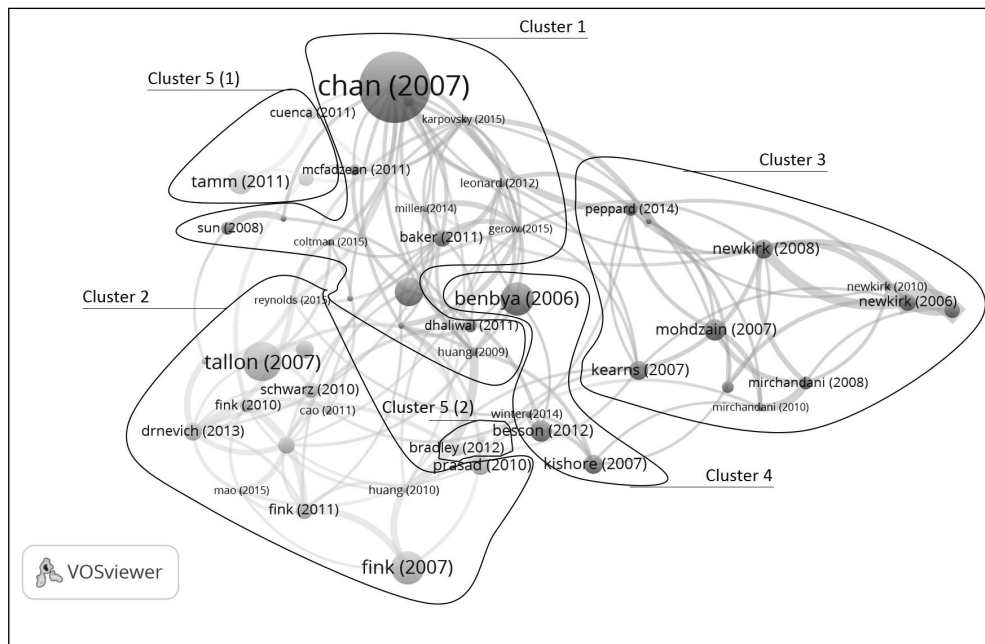 Cluster 1
Cluster 5 (1)
chan (2007)
cuenca (2011)
karpovsky (2015)
Cluster 3
mcfadzean (2011)
tamm (2011)
leonard (2012)
miller (2014)
peppard (2014)
sun (2008)
gerow (2015)
baker (2011)
coltman (2015)
newkirk (2008)
Cluster 2
newkirk (2010)
reynolds (2015)
benbya (2006)
newkirk (2006)
dhaliwal (2011)
mohdzain (2007)
huang (2009)
tallon (2007)
kearns (2007)
mirchandani (2008)
schwarz (2010)
fink (2010)
cao (2011)
Cluster 5 (2)
mirchandani (2010)
winter (2014)
drnevich (2013)
besson (2012)
bradley (2012)
prasad (2010)
kishore (2007)
Cluster 4
mao (2015)
huang (2010)
fink (2011)
fink (2007)
VOSviewer